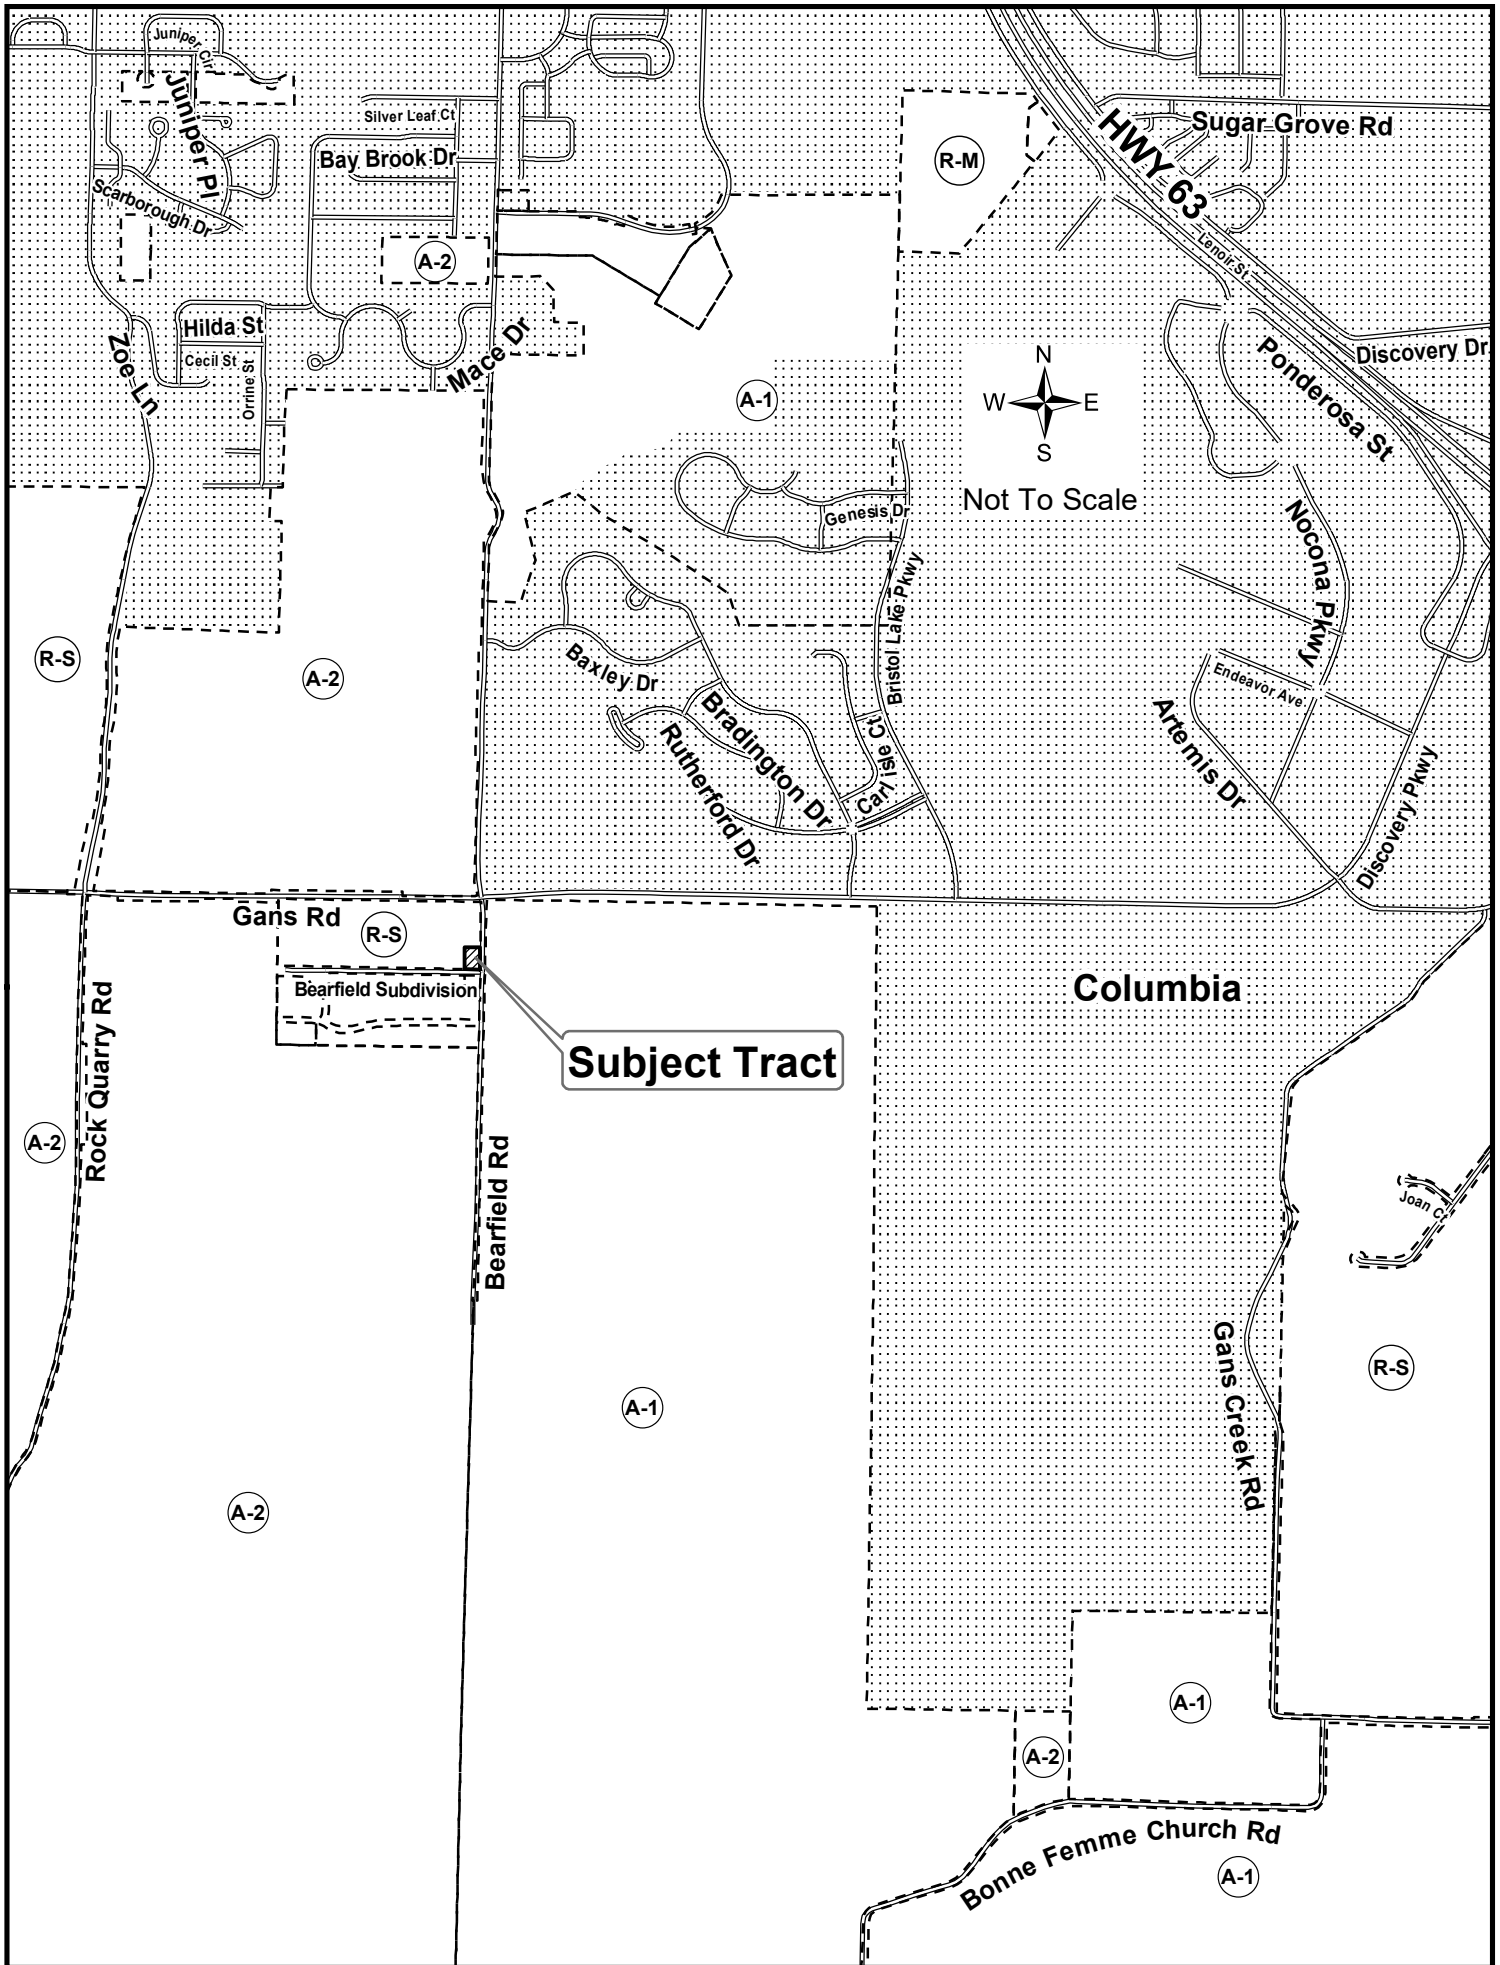 Juniper Cir
Juniper Pl
Silver Leaf Ct
Bay Brook Dr
Scarborough Dr
R-M
Sugar Grove Rd
HWY 63
Lenoir St
A-2
Hilda St
Cecil St
Orrine St
Zoe Ln
Mace Dr
A-1
N
W
E
S
Not To Scale
Discovery Dr
Ponderosa St
Genesis Dr
Nocona Pkwy
Bristol Lake Pkwy
R-S
A-2
Baxley Dr
Bradington Dr
Rutherford Dr
Carl Isle Ct
Endeavor Ave
Artemis Dr
Discovery Pkwy
Gans Rd
R-S
Bearfield Subdivision
Columbia
Subject Tract
Rock Quarry Rd
A-2
Bearfield Rd
Joan Ct
Gans Creek Rd
R-S
A-1
A-2
A-1
A-2
Bonne Femme Church Rd
A-1